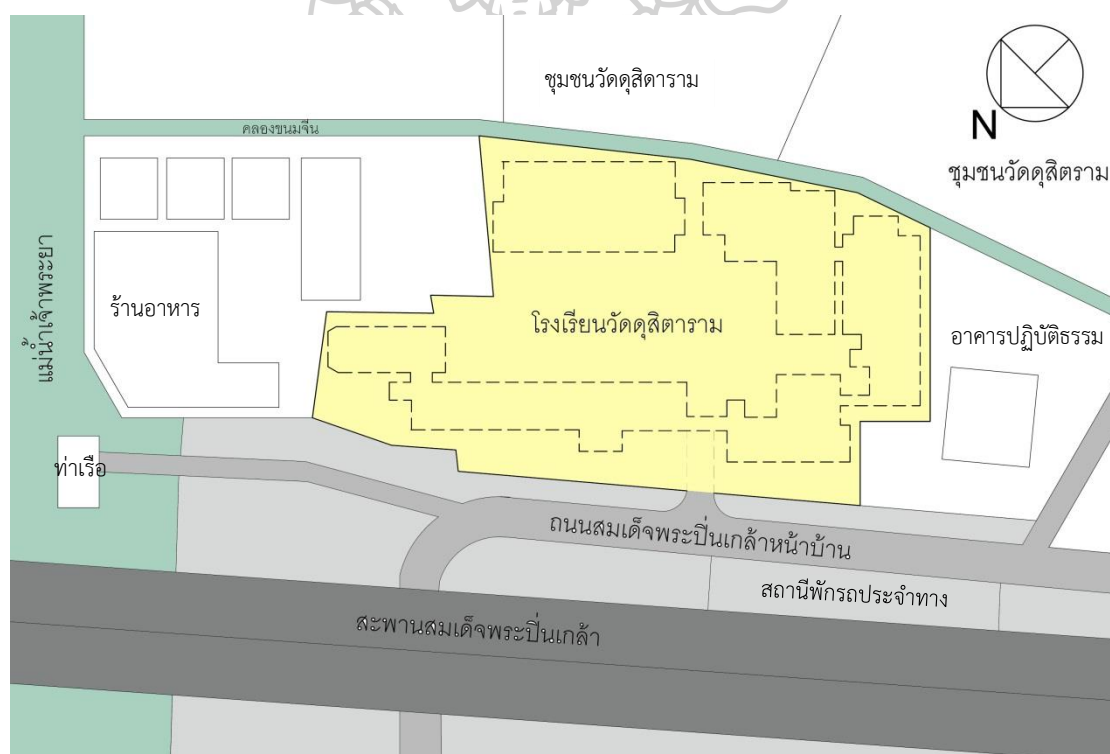 ชุมชนวัดดุสิดาราม
คลองขนมจีน
N
ชุมชนวัดดุสิตราม
แม่น้ำเจ้าพระยา
ร้านอาหาร
โรงเรียนวัดดุสิตาราม
อาคารปฏิบัติธรรม
ท่าเรือ
ถนนสมเด็จพระปิ่นเกล้าหน้าบ้าน
สถานีพักรถประจำทาง
สะพานสมเด็จพระปิ่นเกล้า